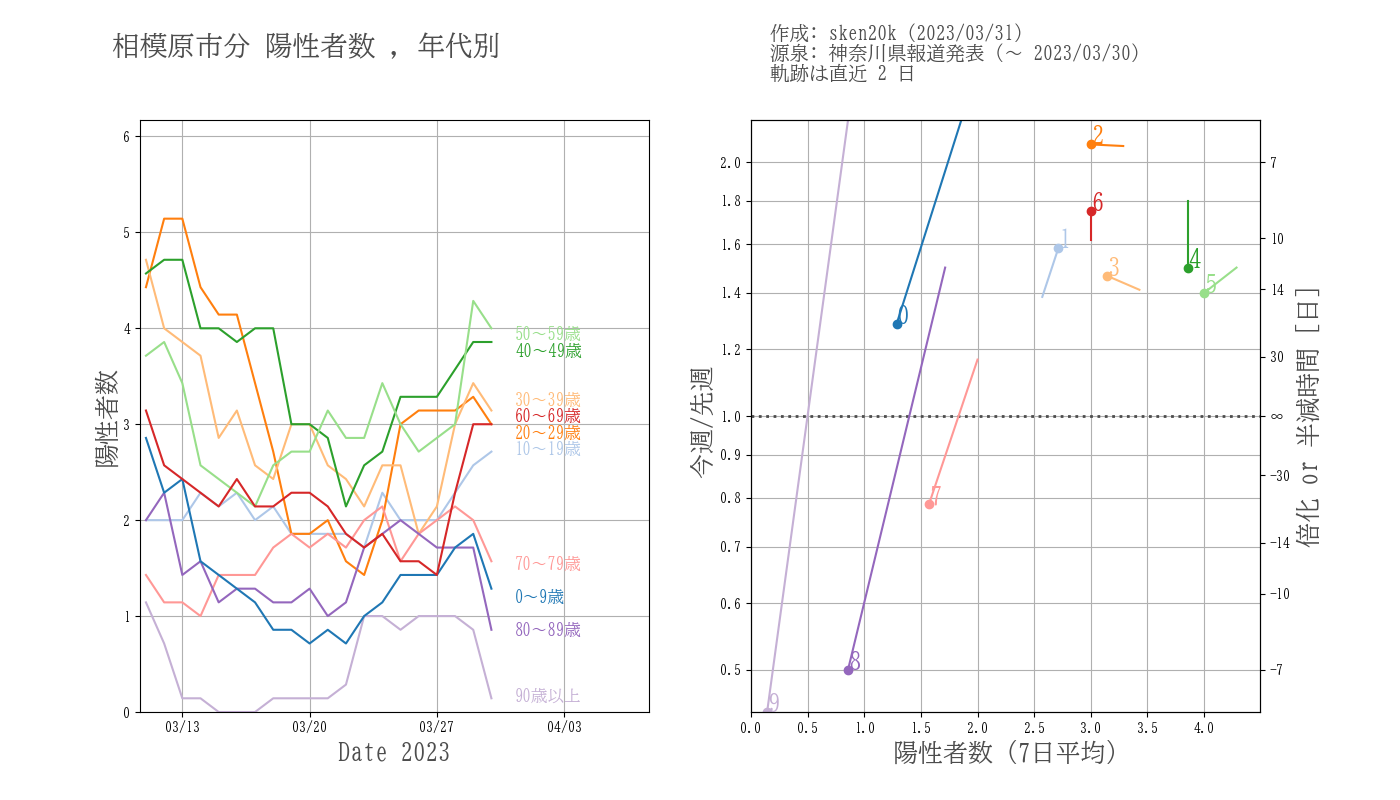 相模原市分 陽性者数 , 年代別
作成: sken20k (2023/03/31)
源泉: 神奈川県報道発表 (～ 2023/03/30)
軌跡は直近 2 日
陽性者数
6
5
4
3
2
1
0
50～59歳
40～49歳
30～39歳
60～69歳
20～29歳
10～19歳
70～79歳
0～9歳
80～89歳
90歳以上
03/13
03/20
03/27
04/03
Date 2023
今週/先週
2.0
1.8
1.6
1.4
1.2
1.0
0.9
0.8
0.7
0.6
0.5
2
6
1
3
4
5
0
7
8
9
7
10
14
30
∞
−30
−14
−10
−7
倍化 or 半減時間 [日]
0.0
0.5
1.0
1.5
2.0
2.5
3.0
3.5
4.0
陽性者数 (7日平均)